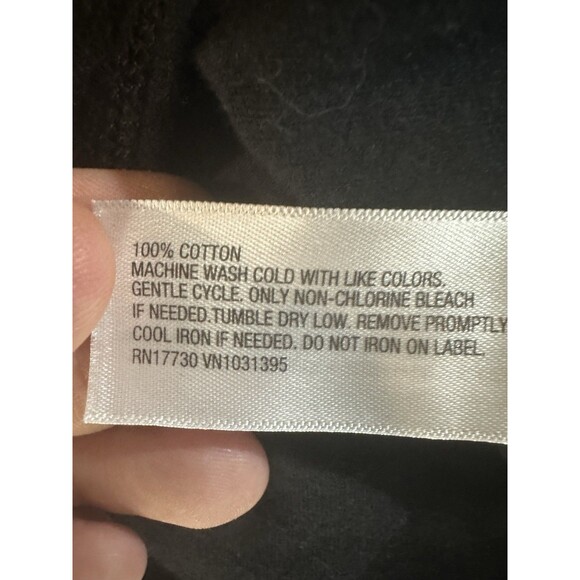 100% COTTON
MACHINE WASH COLD WITH LIKE COLORS.
GENTLE CYCLE. ONLY NON-CHLORINE BLEACH
IF NEEDED.TUMBLE DRY LOW. REMOVE PROMPTLY
COOL IRON IF NEEDED. DO NOT IRON ON LABEL.
RN17730 VN1031395